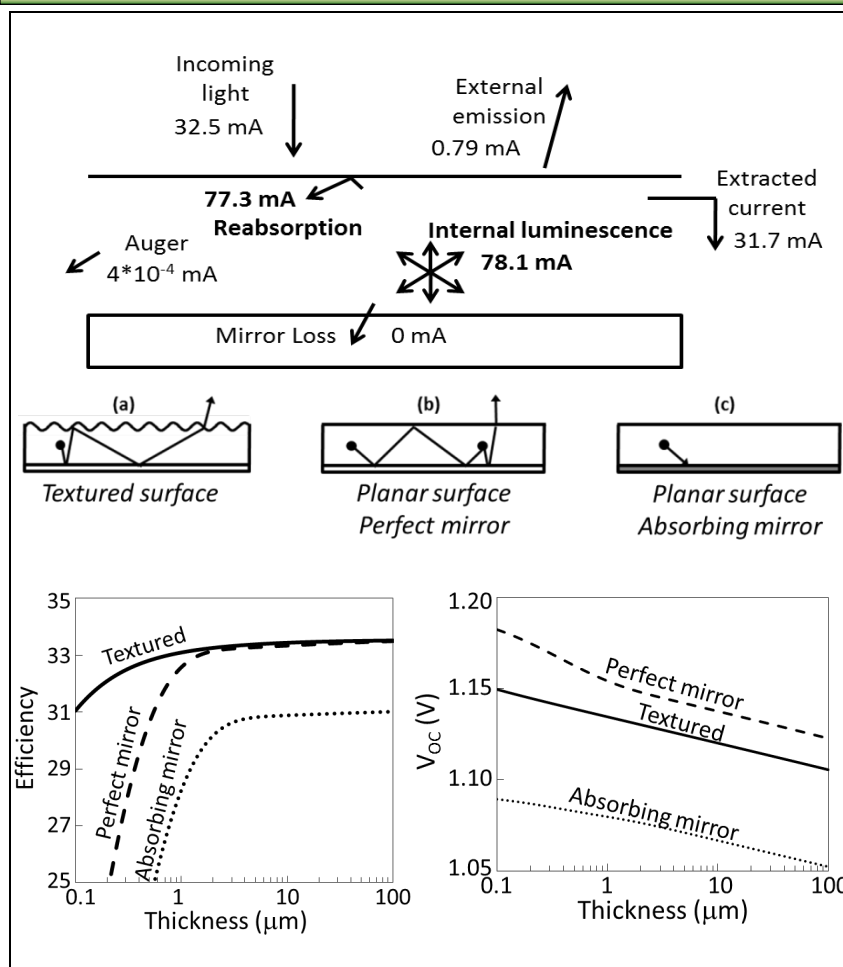 Incoming
light
32.5 mA
External
emission
0.79 mA
77.3 mA
Reabsorption
Extracted
current
31.7 mA
Auger
4*10⁻⁴ mA
Internal luminescence
78.1 mA
Mirror Loss 0 mA
(a)
(b)
(c)
Textured surface
Planar surface
Perfect mirror
Planar surface
Absorbing mirror
35
33
31
29
27
25
Efficiency
Textured
Perfect mirror
Absorbing mirror
0.1 1 10 100
Thickness (μm)
1.20
1.15
1.10
1.05
V_OC (V)
Perfect mirror
Textured
Absorbing mirror
0.1 1 10 100
Thickness (μm)